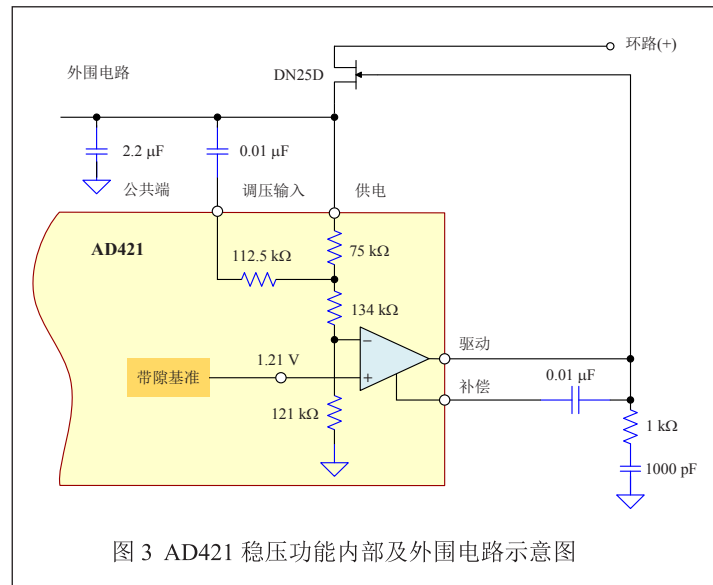 环路(+)
外围电路
DN25D
2.2 μF
0.01 μF
公共端
调压输入
供电
AD421
112.5 kΩ
75 kΩ
134 kΩ
带隙基准
1.21 V
−
+
驱动
补偿
0.01 μF
121 kΩ
1 kΩ
1000 pF
图 3 AD421 稳压功能内部及外围电路示意图